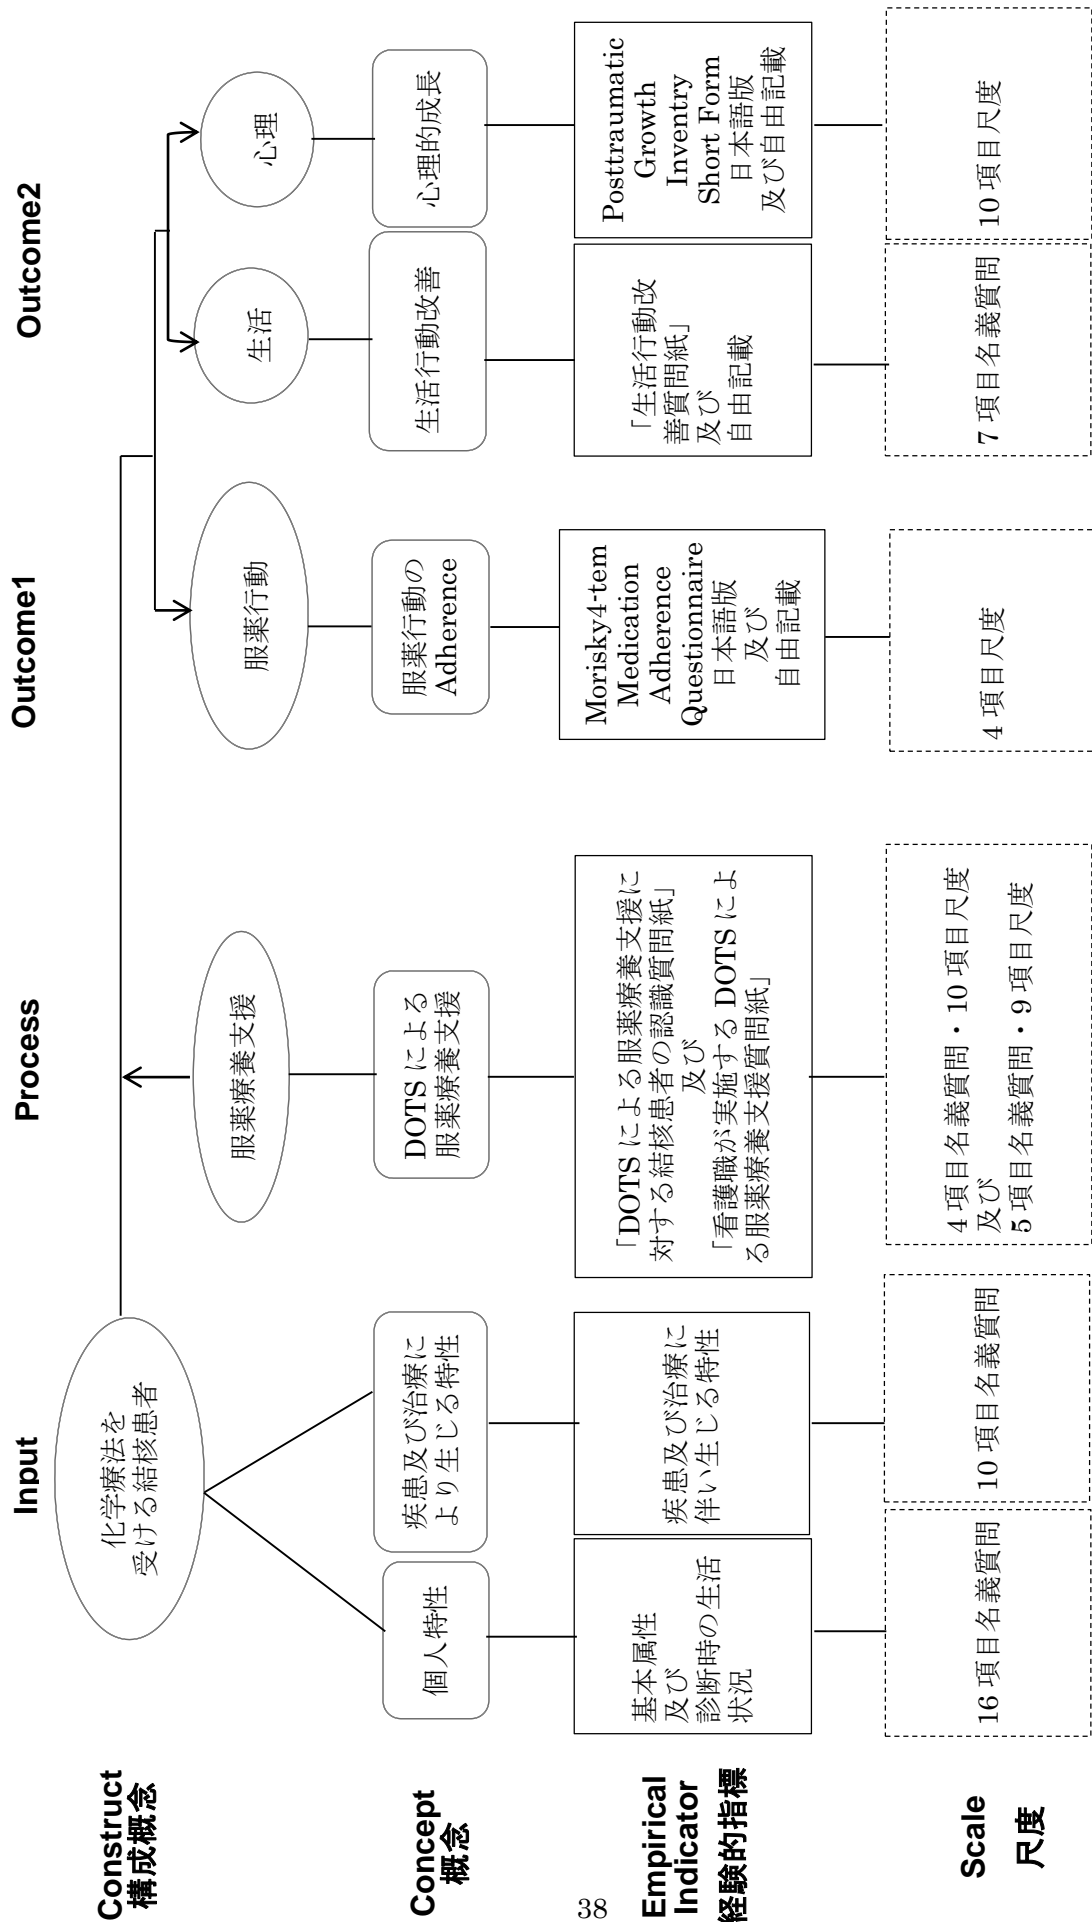 Input
Process
Outcome1
Outcome2
Construct
構成概念
化学療法を
受ける結核患者
服薬療養支援
服薬行動
生活
心理
Concept
概念
個人特性
疾患及び治療に
より生じる特性
DOTS による
服薬療養支援
服薬行動の
Adherence
生活行動改善
心理的成長
Empirical
Indicator
経験的指標
基本属性
及び
診断時の生活
状況
疾患及び治療に
伴い生じる特性
「DOTS による服薬療養支援に
対する結核患者の認識質問紙」
及び
「看護職が実施する DOTS によ
る服薬療養支援質問紙」
Morisky4-tem
Medication
Adherence
Questionnaire
日本語版
及び
自由記載
「生活行動改
善質問紙」
及び
自由記載
Posttraumatic
Growth
Inventry
Short Form
日本語版
及び自由記載
Scale
尺度
16 項目名義質問
10 項目名義質問
4 項目名義質問・10 項目尺度
及び
5 項目名義質問・9 項目尺度
4 項目尺度
7 項目名義質問
10 項目尺度
38